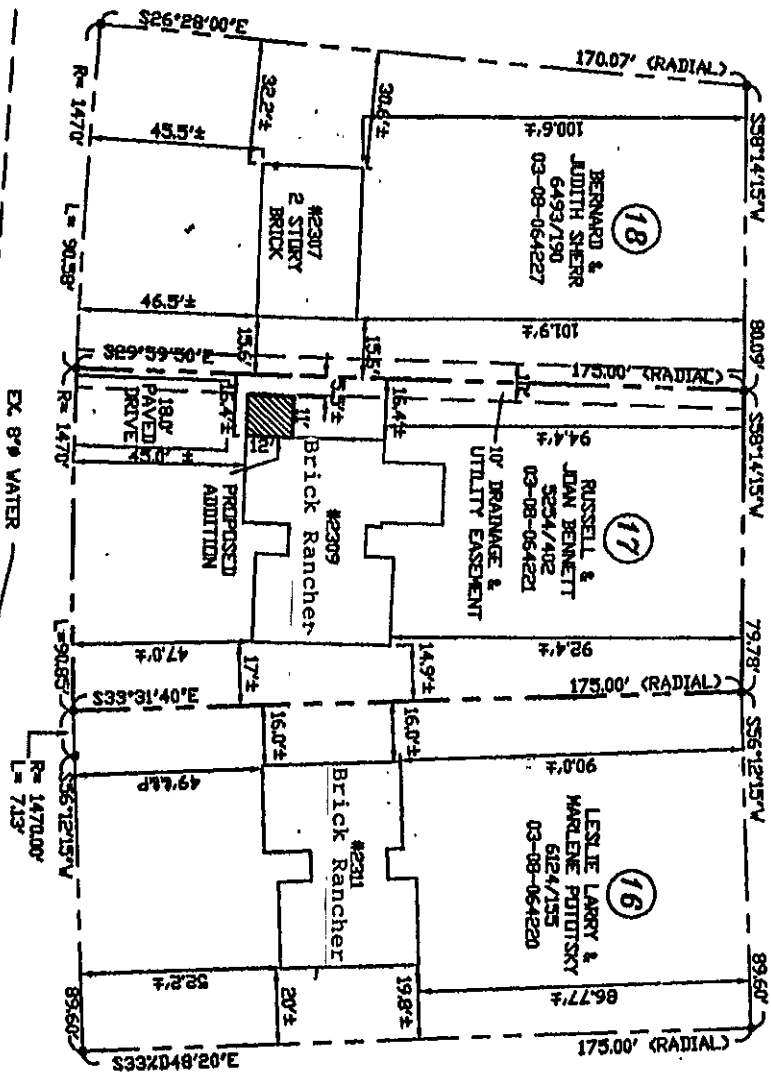 S26°28'00"E
170.07' (RADIAL)
S58°14'15"W
R= 1470'
L= 90.58'
32.2'±
30.6'±
45.5'±
100.6'±
BERNARD &
JUDITH SHERR
6493/190
03-08-064227
18
#2307
2 STORY
BRICK
46.5'±
101.9'±
80.09'
15.6'
15.5'±
S29°59'50"E
175.00' (RADIAL)
S58°14'15"W
R= 1470'
18.0'
PAVED
DRIVE
45.0' ±
16.4'±
5.5'±
11'
12'
16.4'±
94.4'±
10' DRAINAGE &
UTILITY EASEMENT
RUSSELL &
JOAN BENNETT
5254/402
03-08-064221
17
#2309
Brick Rancher
PROPOSED
ADDITION
EX. 8"⌀ WATER
47.0'±
92.4'±
79.78'
L= 90.85'
17'±
14.9'±
S33°31'40"E
175.00' (RADIAL)
S56°12'15"W
16.0'±
16.0'±
R= 1470.00'
L= 7.13'
S56°12'15"W
90.0'±
#2311
Brick Rancher
LESLIE LARRY &
MARLENE POTOTSKY
6124/155
03-08-064220
16
52.2'±
86.77'±
89.60'
89.60'
20'±
19.8'±
S33%D48'20"E
175.00' (RADIAL)